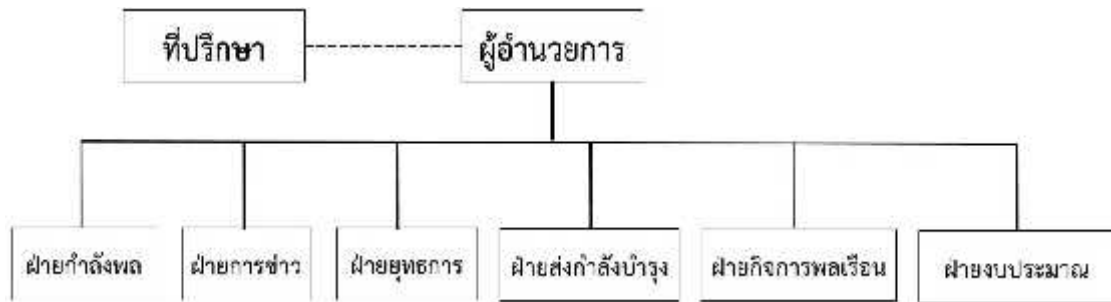 ที่ปรึกษา
ผู้อำนวยการ
ฝ่ายกำลังพล
ฝ่ายการข่าว
ฝ่ายยุทธการ
ฝ่ายส่งกำลังบำรุง
ฝ่ายกิจการพลเรือน
ฝ่ายงบประมาณ